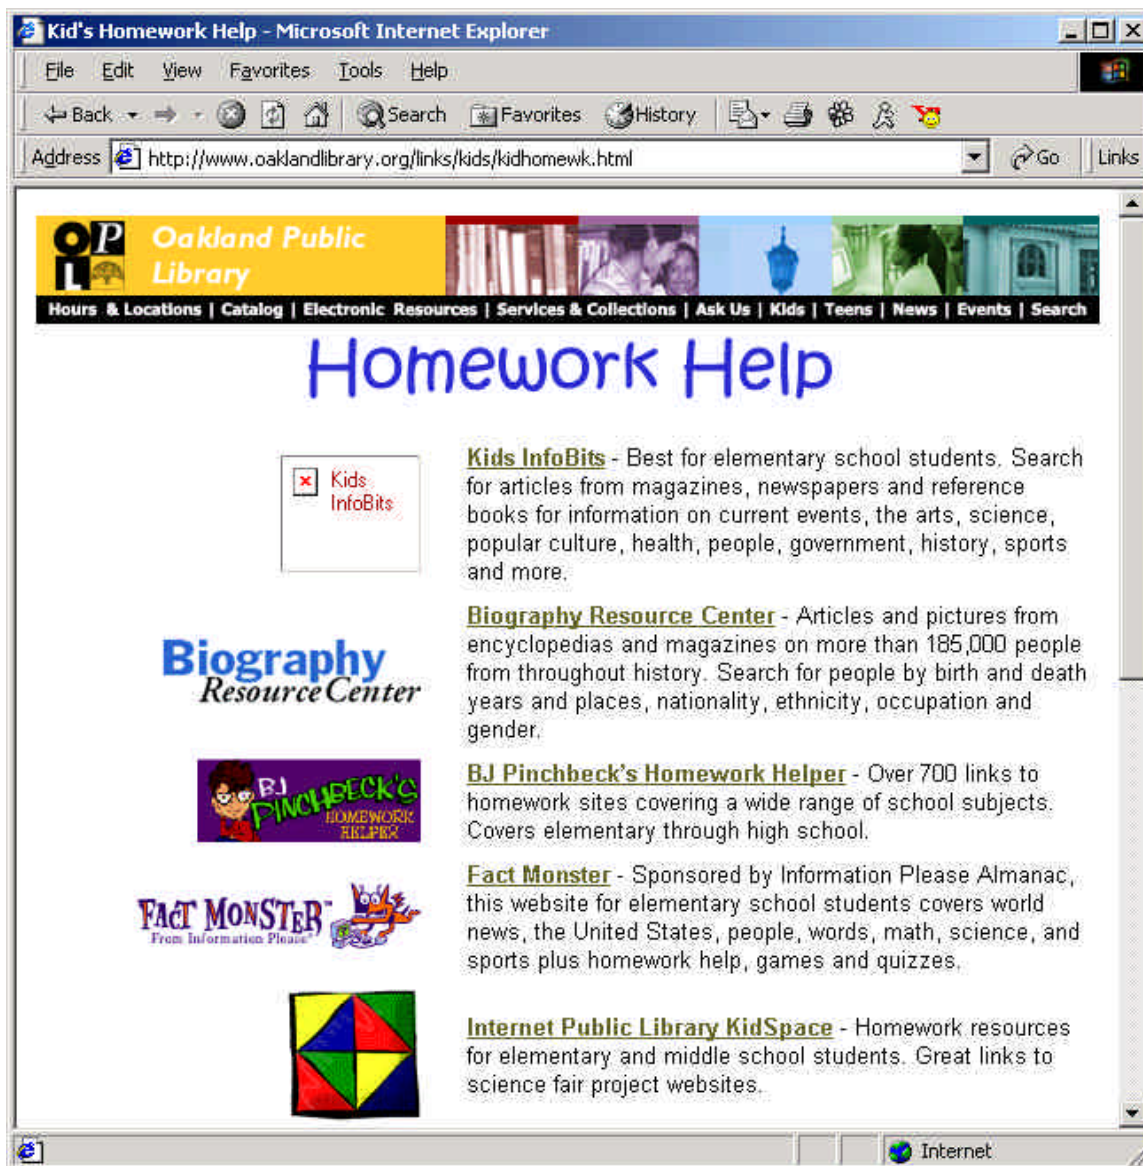 Kid's Homework Help - Microsoft Internet Explorer
File Edit View Favorites Tools Help
Back Search Favorites History
Address http://www.oaklandlibrary.org/links/kids/kidhomewk.html Go Links
OPL
Oakland Public
Library
Hours & Locations | Catalog | Electronic Resources | Services & Collections | Ask Us | Kids | Teens | News | Events | Search
Homework Help
Kids
InfoBits
Kids InfoBits - Best for elementary school students. Search
for articles from magazines, newspapers and reference
books for information on current events, the arts, science,
popular culture, health, people, government, history, sports
and more.
Biography
Resource Center
Biography Resource Center - Articles and pictures from
encyclopedias and magazines on more than 185,000 people
from throughout history. Search for people by birth and death
years and places, nationality, ethnicity, occupation and
gender.
BJ
PINCHBECK'S
HOMEWORK
HELPER
BJ Pinchbeck's Homework Helper - Over 700 links to
homework sites covering a wide range of school subjects.
Covers elementary through high school.
FACT MONSTER™
From Information Please®
Fact Monster - Sponsored by Information Please Almanac,
this website for elementary school students covers world
news, the United States, people, words, math, science, and
sports plus homework help, games and quizzes.
Internet Public Library KidSpace - Homework resources
for elementary and middle school students. Great links to
science fair project websites.
Internet